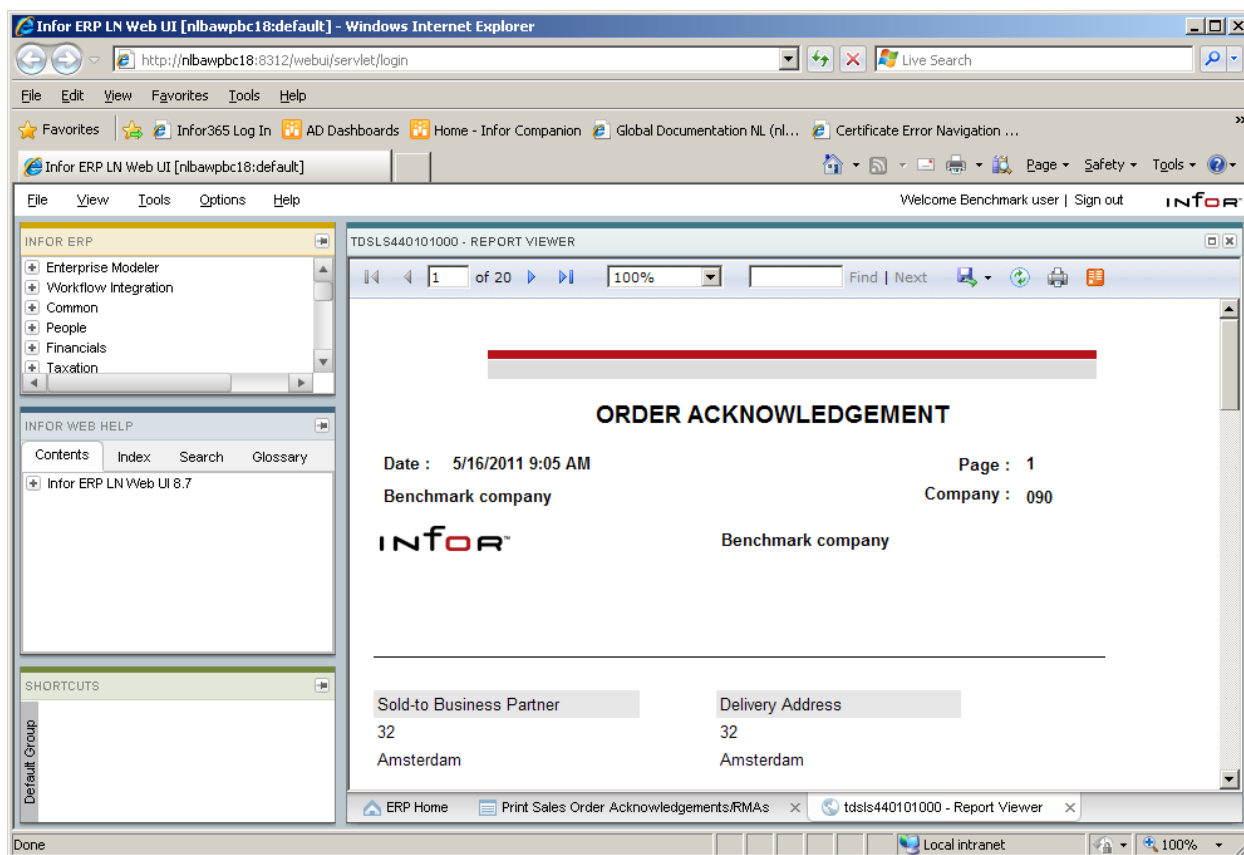 Infor ERP LN Web UI [nlbawpbc18:default] - Windows Internet Explorer
http://nlbawpbc18:8312/webui/servlet/login
Live Search
File Edit View Favorites Tools Help
Favorites Infor365 Log In AD Dashboards Home - Infor Companion Global Documentation NL (nl... Certificate Error Navigation ... »
Infor ERP LN Web UI [nlbawpbc18:default] Page Safety Tools
File View Tools Options Help Welcome Benchmark user | Sign out infor
INFOR ERP
Enterprise Modeler
Workflow Integration
Common
People
Financials
Taxation
INFOR WEB HELP
Contents Index Search Glossary
Infor ERP LN Web UI 8.7
SHORTCUTS
Default Group
TDSLS440101000 - REPORT VIEWER
1 of 20 100% Find | Next
ORDER ACKNOWLEDGEMENT
Date : 5/16/2011 9:05 AM Page : 1
Benchmark company Company : 090
infor™ Benchmark company
Sold-to Business Partner Delivery Address
32 32
Amsterdam Amsterdam
ERP Home Print Sales Order Acknowledgements/RMAs tdsls440101000 - Report Viewer
Done Local intranet 100%